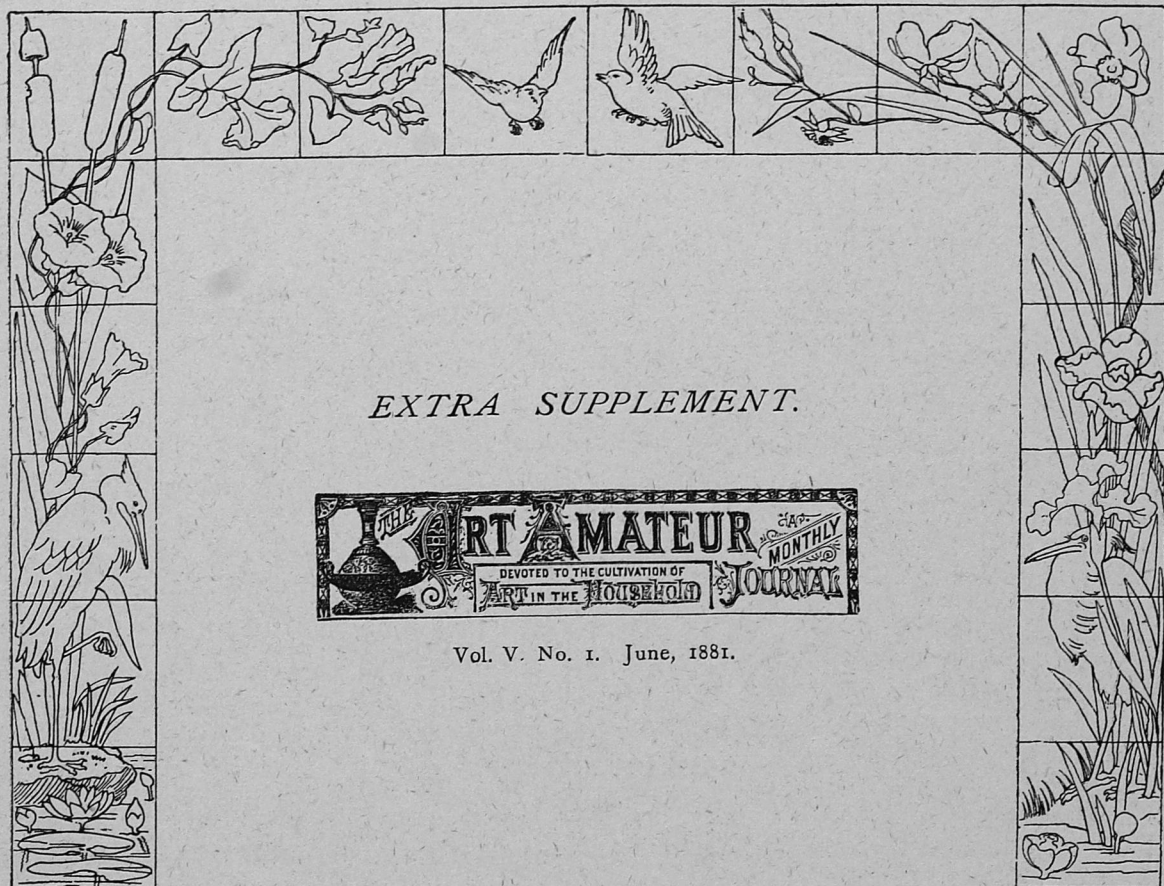 EXTRA SUPPLEMENT.
THE ART AMATEUR A MONTHLY JOURNAL
DEVOTED TO THE CULTIVATION OF
ART IN THE HOUSEHOLD
Vol. V. No. 1. June, 1881.